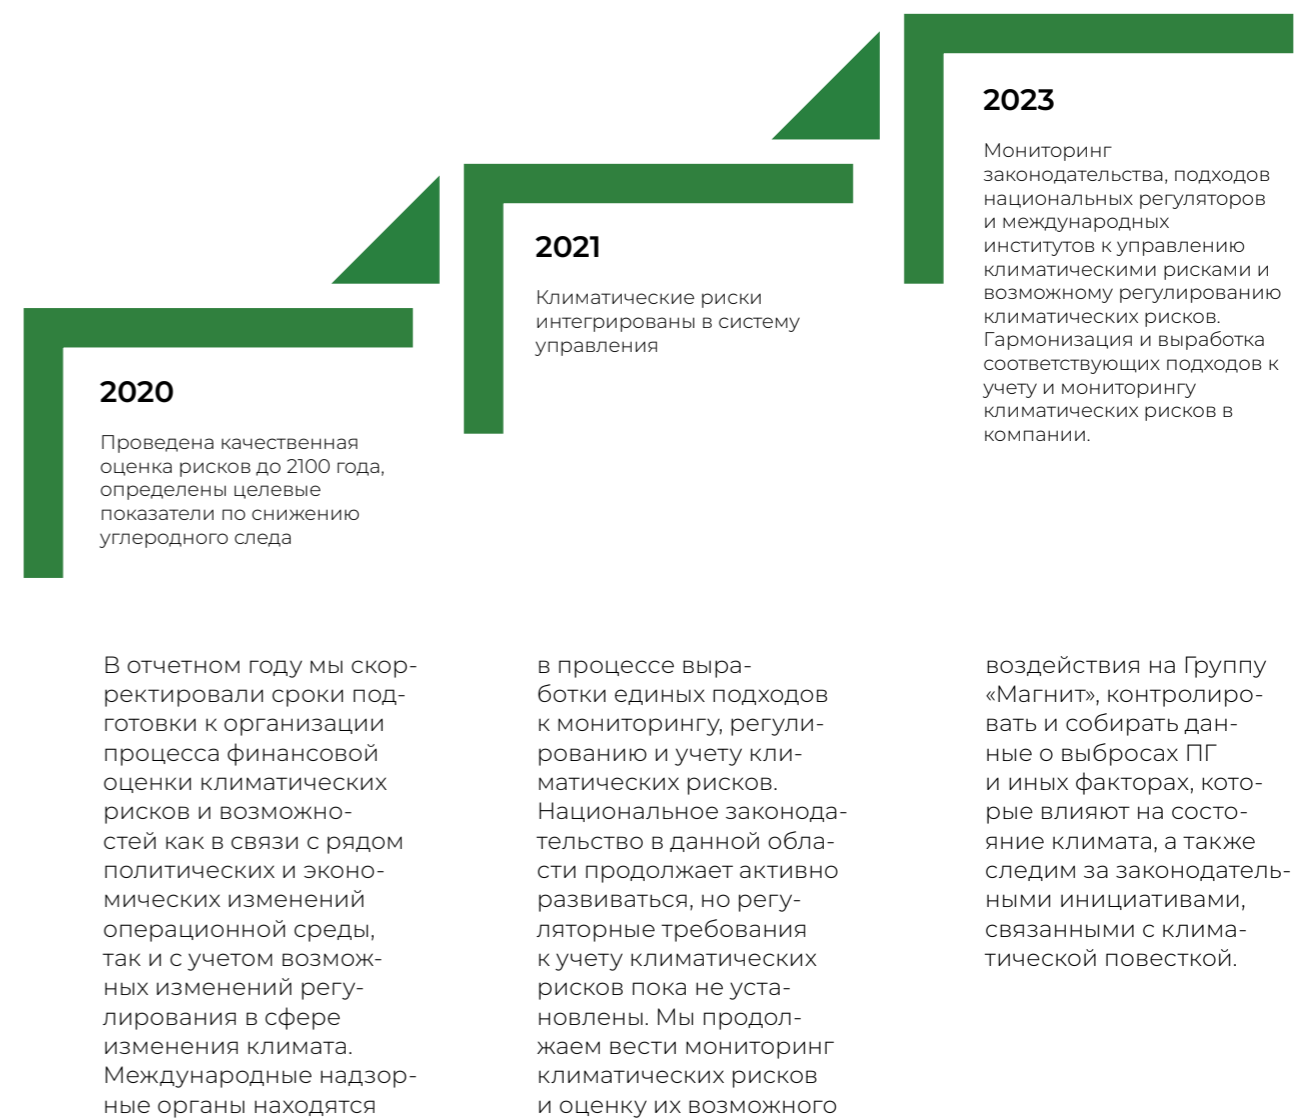 2020
Проведена качественная
оценка рисков до 2100 года,
определены целевые
показатели по снижению
углеродного следа
2021
Климатические риски
интегрированы в систему
управления
2023
Мониторинг
законодательства, подходов
национальных регуляторов
и международных
институтов к управлению
климатическими рисками и
возможному регулированию
климатических рисков.
Гармонизация и выработка
соответствующих подходов к
учету и мониторингу
климатических рисков в
компании.
В отчетном году мы скор-
ректировали сроки под-
готовки к организации
процесса финансовой
оценки климатических
рисков и возможно-
стей как в связи с рядом
политических и эконо-
мических изменений
операционной среды,
так и с учетом возмож-
ных изменений регу-
лирования в сфере
изменения климата.
Международные надзор-
ные органы находятся
в процессе выра-
ботки единых подходов
к мониторингу, регули-
рованию и учету кли-
матических рисков.
Национальное законода-
тельство в данной обла-
сти продолжает активно
развиваться, но регу-
ляторные требования
к учету климатических
рисков пока не уста-
новлены. Мы продол-
жаем вести мониторинг
климатических рисков
и оценку их возможного
воздействия на Группу
«Магнит», контролиро-
вать и собирать дан-
ные о выбросах ПГ
и иных факторах, кото-
рые влияют на состо-
яние климата, а также
следим за законодатель-
ными инициативами,
связанными с клима-
тической повесткой.